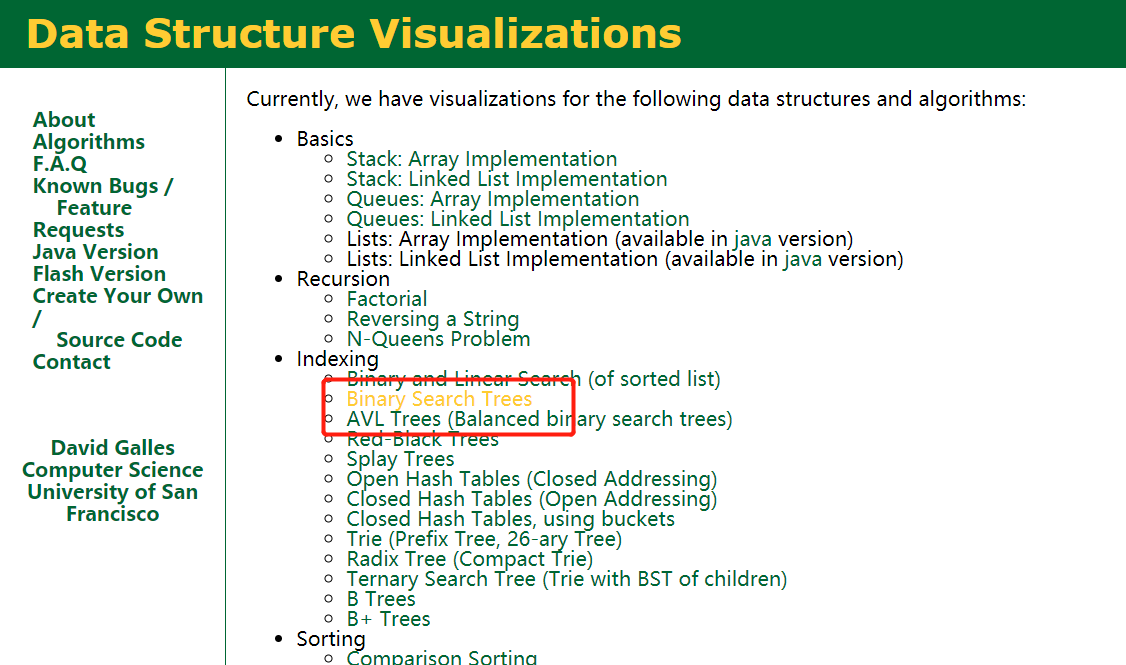 Data Structure Visualizations
About
Algorithms
F.A.Q
Known Bugs /
Feature
Requests
Java Version
Flash Version
Create Your Own
/
Source Code
Contact
David Galles
Computer Science
University of San
Francisco
Currently, we have visualizations for the following data structures and algorithms:
Basics
Stack: Array Implementation
Stack: Linked List Implementation
Queues: Array Implementation
Queues: Linked List Implementation
Lists: Array Implementation (available in java version)
Lists: Linked List Implementation (available in java version)
Recursion
Factorial
Reversing a String
N-Queens Problem
Indexing
Binary and Linear Search (of sorted list)
Binary Search Trees
AVL Trees (Balanced binary search trees)
Red-Black Trees
Splay Trees
Open Hash Tables (Closed Addressing)
Closed Hash Tables (Open Addressing)
Closed Hash Tables, using buckets
Trie (Prefix Tree, 26-ary Tree)
Radix Tree (Compact Trie)
Ternary Search Tree (Trie with BST of children)
B Trees
B+ Trees
Sorting
Comparison Sorting